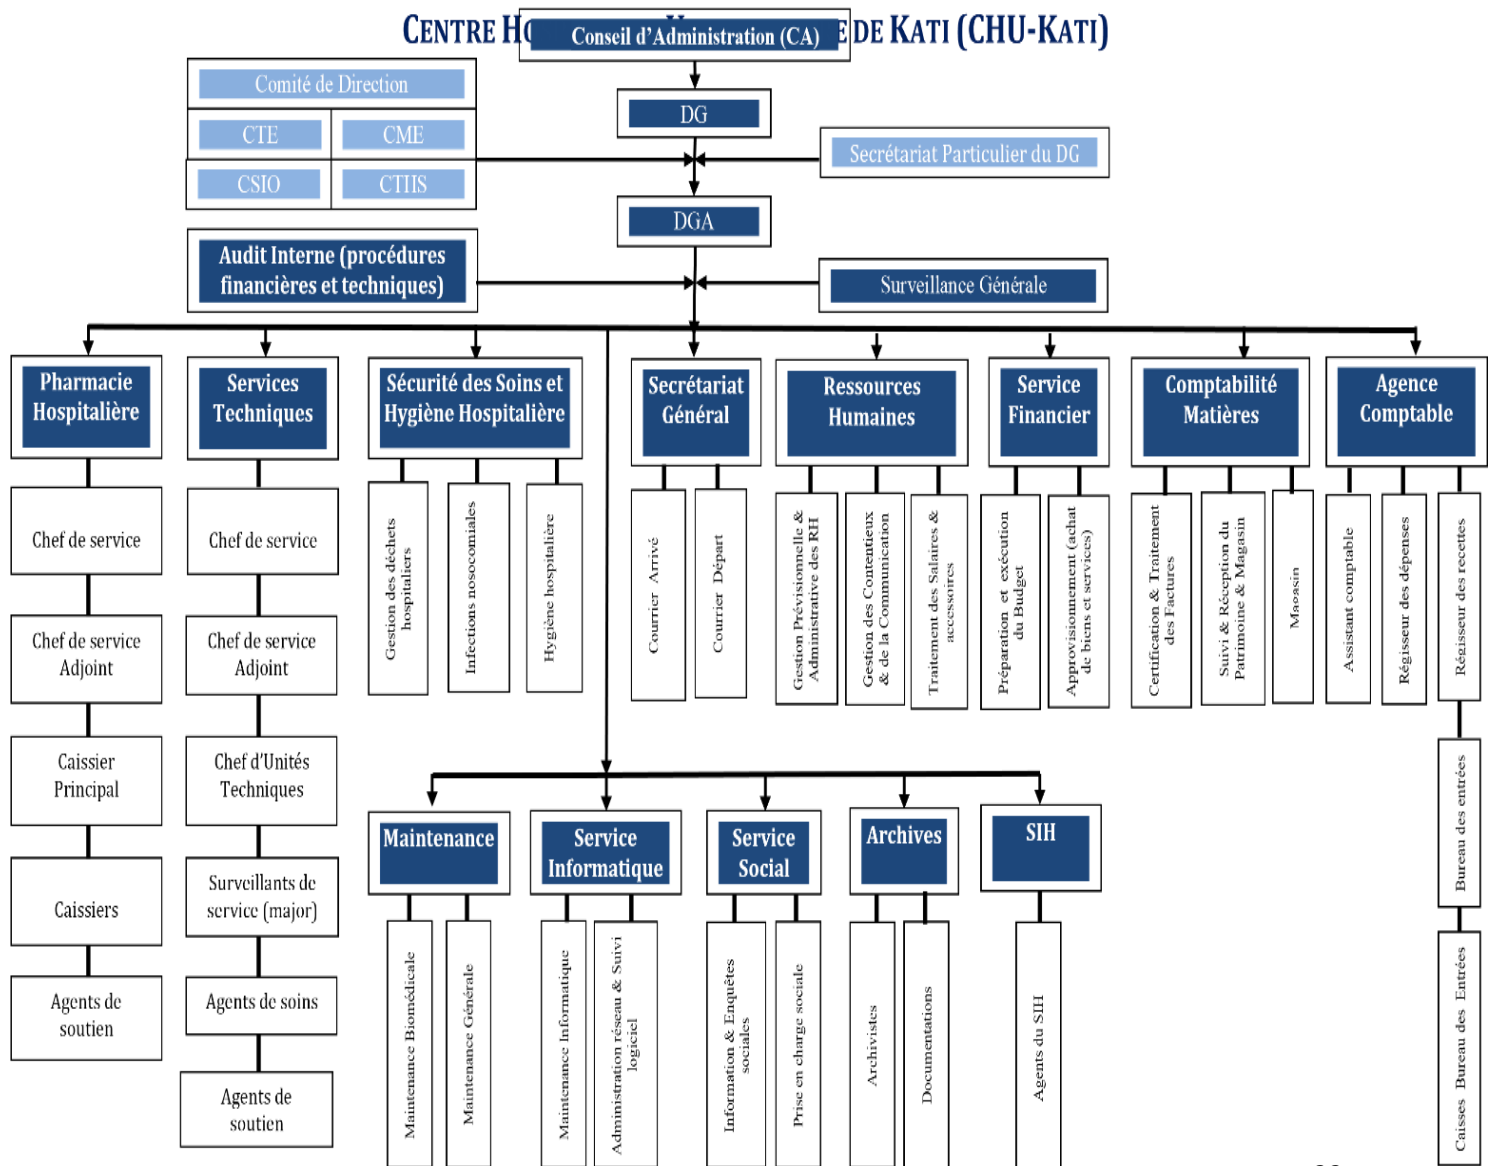 CENTRE HO E DE KATI (CHU-KATI)
Conseil d'Administration (CA)
Comité de Direction
CTE
CME
CSIO
CTIIS
DG
Secrétariat Particulier du DG
DGA
Audit Interne (procédures
financières et techniques)
Surveillance Générale
Pharmacie
Hospitalière
Services
Techniques
Sécurité des Soins et
Hygiène Hospitalière
Secrétariat
Général
Ressources
Humaines
Service
Financier
Comptabilité
Matières
Agence
Comptable
Chef de service
Chef de service
Adjoint
Caissier
Principal
Caissiers
Agents de
soutien
Chef de service
Chef de service
Adjoint
Chef d'Unités
Techniques
Surveillants de
service (major)
Agents de soins
Agents de
soutien
Gestion des déchets
hospitaliers
Infections nosocomiales
Hygiène hospitalière
Courrier Arrivé
Courrier Départ
Gestion Prévisionnelle &
Administrative des RH
Gestion des Contentieux
& de la Communication
Traitement des Salaires &
accessoires
Préparation et exécution
du Budget
Approvisionnement (achat
de biens et services)
Certification & Traitement
des Factures
Suivi & Réception du
Patrimoine & Magasin
Magasin
Assistant comptable
Régisseur des dépenses
Régisseur des recettes
Bureau des entrées
Caisses Bureau des Entrées
Maintenance
Service
Informatique
Service
Social
Archives
SIH
Maintenance Biomédicale
Maintenance Générale
Maintenance Informatique
Administration réseau & Suivi
logiciel
Information & Enquêtes
sociales
Prise en charge sociale
Archivistes
Documentations
Agents du SIH